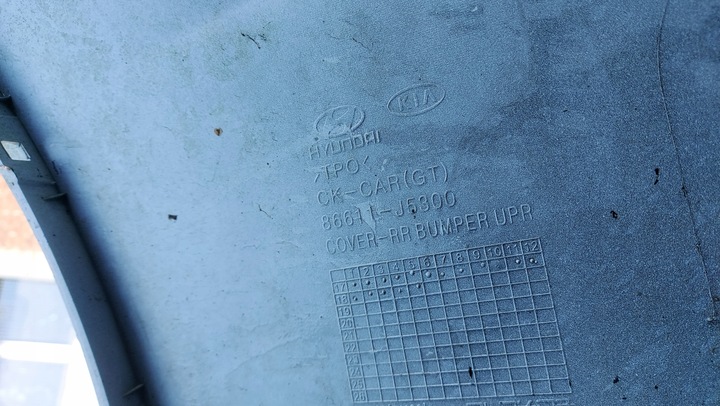 KIA
HYUNDAI
>TPO<
CK-CAR(GT)
86611-J5300
COVER-RR BUMPER UPR
1 2 3 4 5 6 7 8 9 10 11 12
17
18
19
20
21
22
23
24
25
26